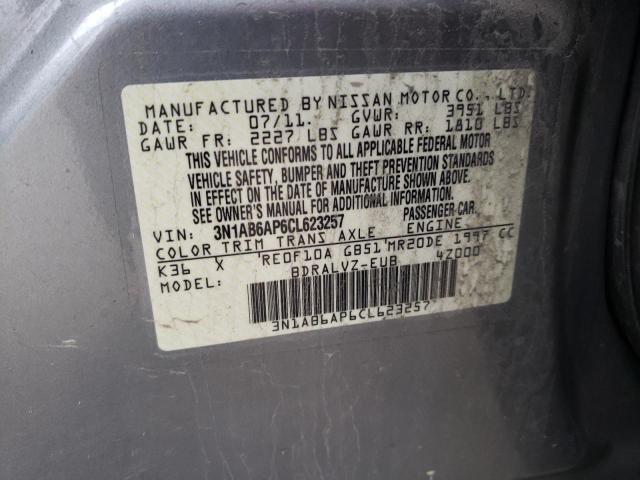 MANUFACTURED BY NISSAN MOTOR CO., LTD.
DATE: 07/11. GVWR: 3951 LBS
GAWR FR: 2227 LBS GAWR RR: 1810 LBS
THIS VEHICLE CONFORMS TO ALL APPLICABLE FEDERAL MOTOR
VEHICLE SAFETY, BUMPER AND THEFT PREVENTION STANDARDS
IN EFFECT ON THE DATE OF MANUFACTURE SHOWN ABOVE.
SEE OWNER'S MANUAL FOR LOAD INFORMATION
VIN: 3N1AB6AP6CL623257 PASSENGER CAR.
COLOR TRIM TRANS AXLE ENGINE
K36 X RE0F10A GB51 MR20DE 1997 CC
MODEL: BDRALVZ-EUB 4Z000
3N1AB6AP6CL623257